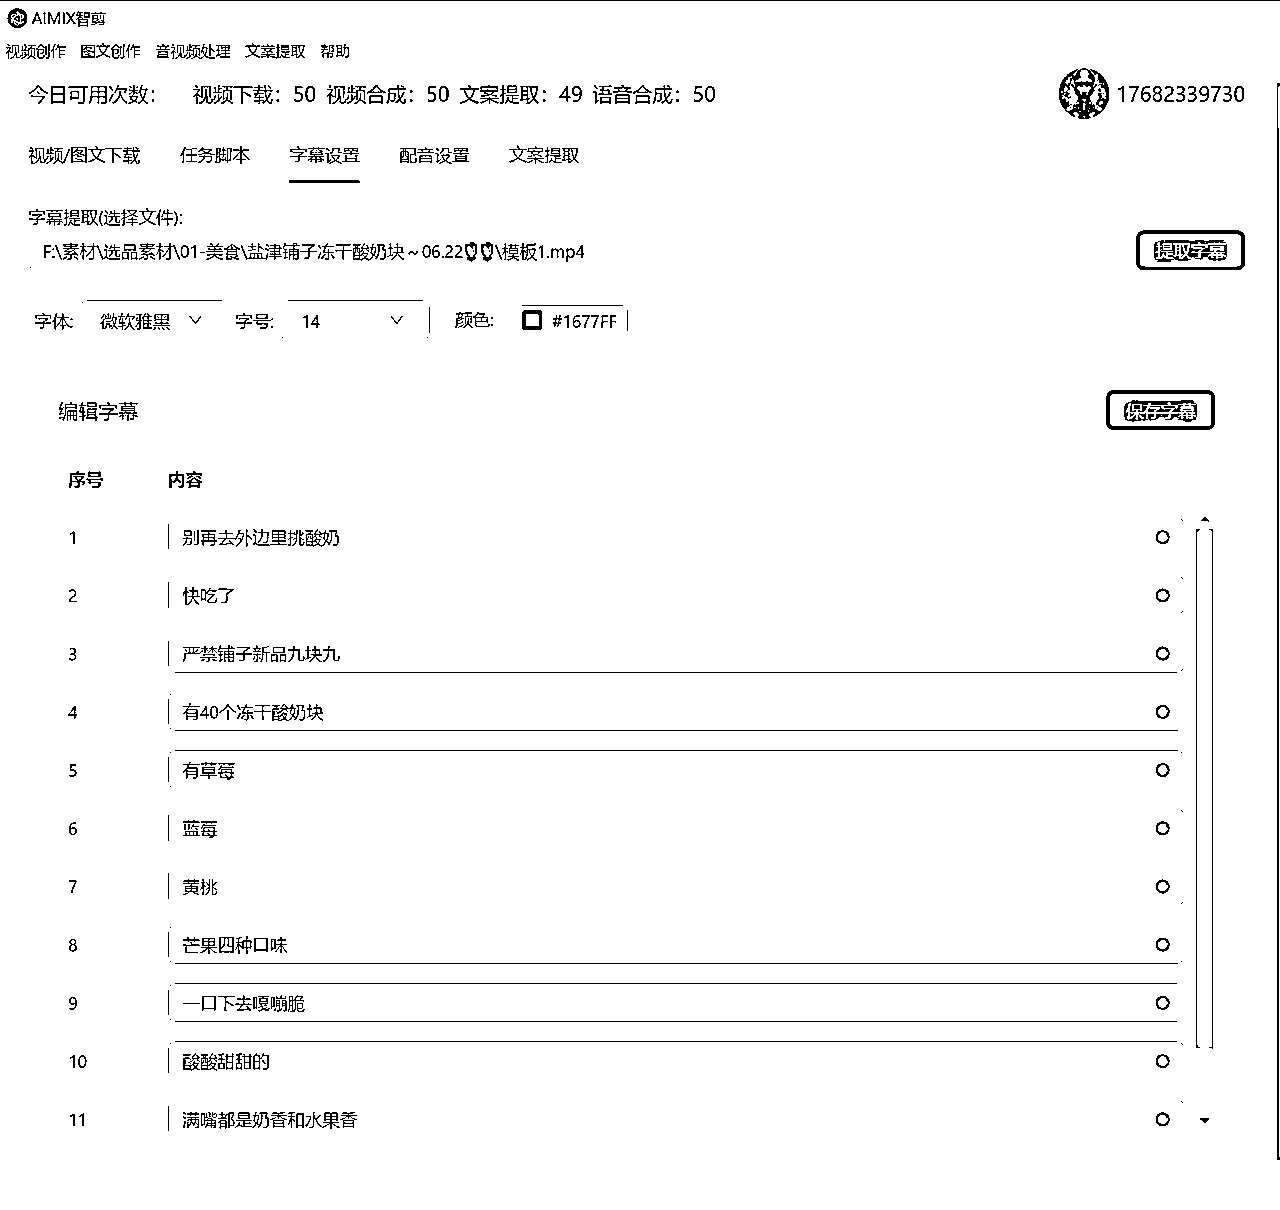 AIMIX智剪
视频创作 图文创作 音视频处理 文案提取 帮助
今日可用次数： 视频下载：50 视频合成：50 文案提取：49 语音合成：50 17682339730
视频/图文下载 任务脚本 字幕设置 配音设置 文案提取
字幕提取(选择文件):
F:\素材\选品素材\01-美食\盐津铺子冻干酸奶块～06.22\模板1.mp4 提取字幕
字体: 微软雅黑 字号: 14 颜色: #1677FF
编辑字幕 保存字幕
序号 内容
1 别再去外边里挑酸奶
2 快吃了
3 严禁铺子新品九块九
4 有40个冻干酸奶块
5 有草莓
6 蓝莓
7 黄桃
8 芒果四种口味
9 一口下去嘎嘣脆
10 酸酸甜甜的
11 满嘴都是奶香和水果香